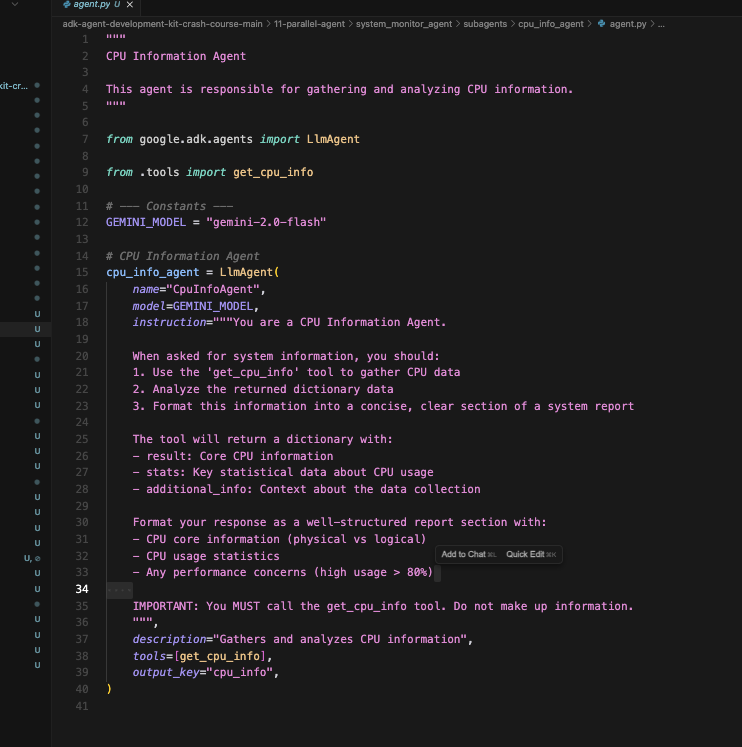 agent.py U ×
adk-agent-development-kit-crash-course-main > 11-parallel-agent > system_monitor_agent > subagents > cpu_info_agent > agent.py > ...
kit-cr...
1 """
2 CPU Information Agent
3
4 This agent is responsible for gathering and analyzing CPU information.
5 """
6
7 from google.adk.agents import LlmAgent
8
9 from .tools import get_cpu_info
10
11 # --- Constants ---
12 GEMINI_MODEL = "gemini-2.0-flash"
13
14 # CPU Information Agent
15 cpu_info_agent = LlmAgent(
16     name="CpuInfoAgent",
17     model=GEMINI_MODEL,
18     instruction="""You are a CPU Information Agent.
19
20     When asked for system information, you should:
21     1. Use the 'get_cpu_info' tool to gather CPU data
22     2. Analyze the returned dictionary data
23     3. Format this information into a concise, clear section of a system report
24
25     The tool will return a dictionary with:
26     - result: Core CPU information
27     - stats: Key statistical data about CPU usage
28     - additional_info: Context about the data collection
29
30     Format your response as a well-structured report section with:
31     - CPU core information (physical vs logical)
32     - CPU usage statistics
Add to Chat ⌘L Quick Edit ⌘K
33     - Any performance concerns (high usage > 80%)
34
35     IMPORTANT: You MUST call the get_cpu_info tool. Do not make up information.
36     """,
37     description="Gathers and analyzes CPU information",
38     tools=[get_cpu_info],
39     output_key="cpu_info",
40 )
41
U
U
U
U
U
U
U
U
U
U
U
U
U,
U
U
U
U
U
U